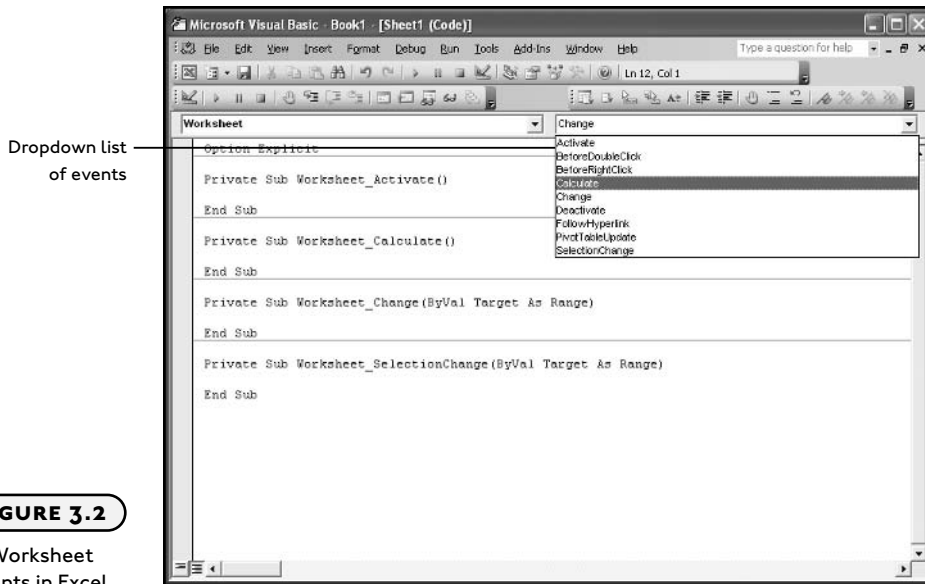 Microsoft Visual Basic - Book1 - [Sheet1 (Code)]
File Edit View Insert Format Debug Run Tools Add-Ins Window Help Type a question for help
Ln 12, Col 1
Worksheet Change
Dropdown list
of events
Activate
BeforeDoubleClick
BeforeRightClick
Calculate
Change
Deactivate
FollowHyperlink
PivotTableUpdate
SelectionChange
Option Explicit
Private Sub Worksheet_Activate()
End Sub
Private Sub Worksheet_Calculate()
End Sub
Private Sub Worksheet_Change(ByVal Target As Range)
End Sub
Private Sub Worksheet_SelectionChange(ByVal Target As Range)
End Sub
GURE 3.2
Worksheet
nts in Excel